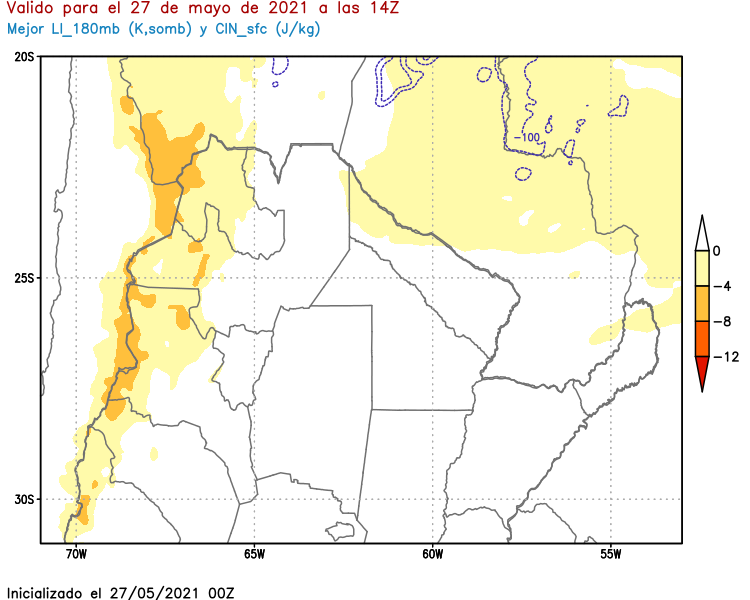 Valido para el 27 de mayo de 2021 a las 14Z
Mejor LI_180mb (K,somb) y CIN_sfc (J/kg)
20S
25S
30S
70W
65W
60W
55W
-100
0
-4
-8
-12
Inicializado el 27/05/2021 00Z